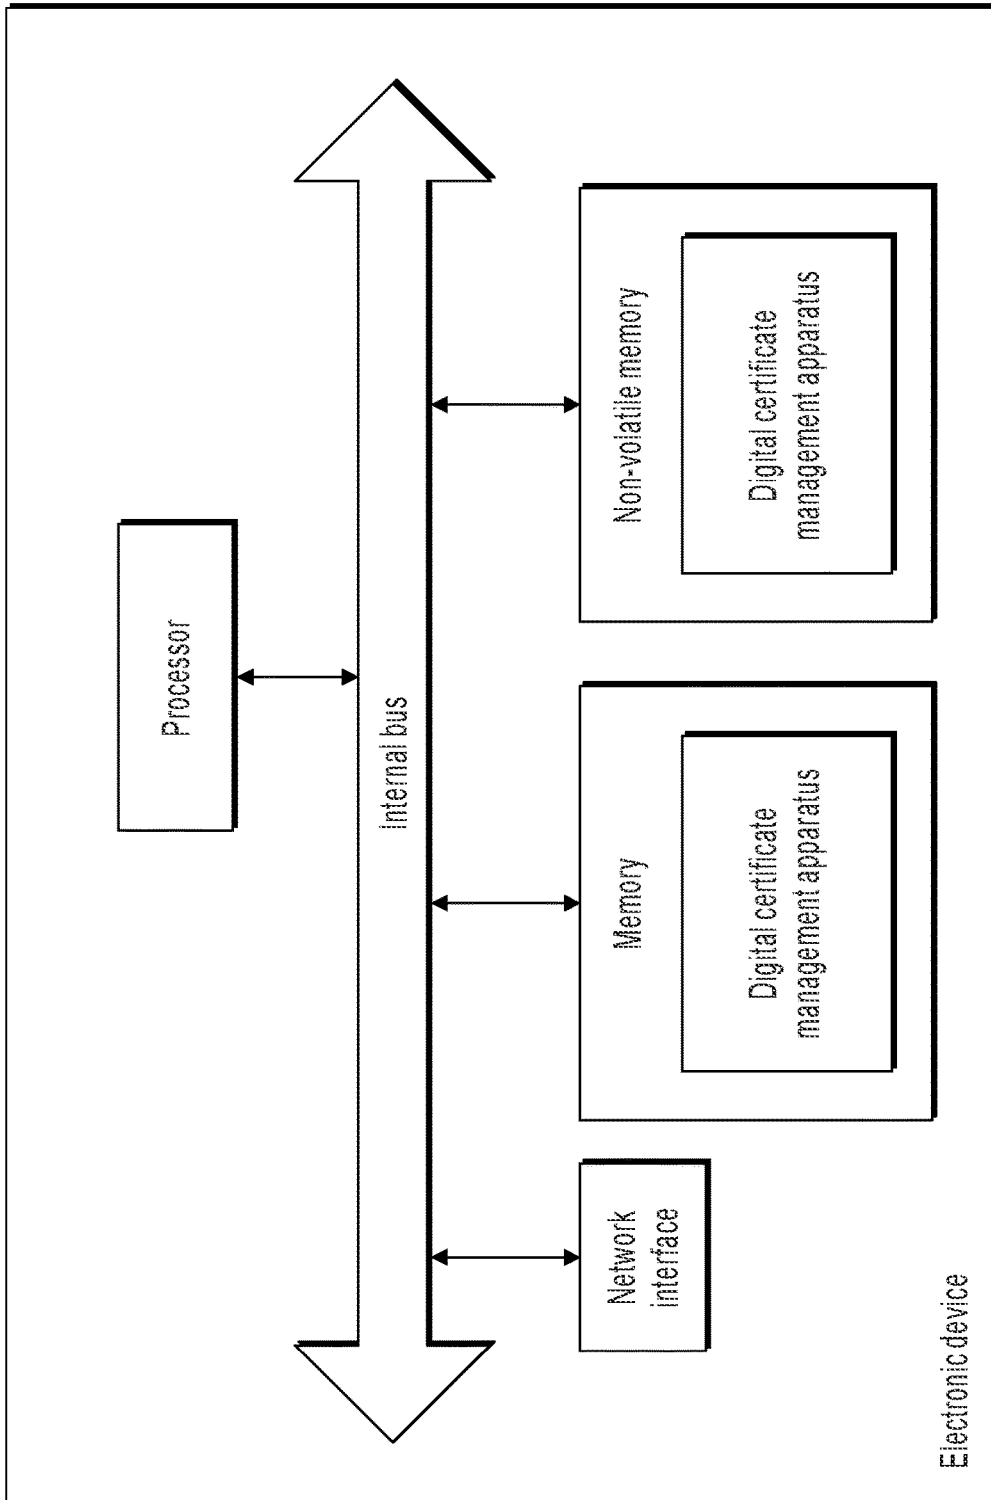 Processor
Internal bus
Network
interface
Memory
Digital certificate
management apparatus
Non-volatile memory
Digital certificate
management apparatus
Electronic device